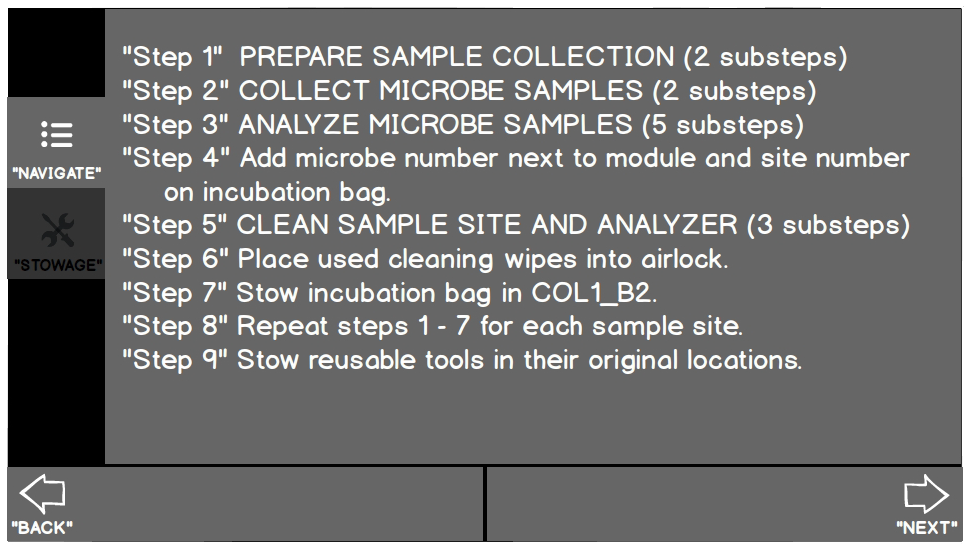 "Step 1" PREPARE SAMPLE COLLECTION (2 substeps)
"Step 2" COLLECT MICROBE SAMPLES (2 substeps)
"Step 3" ANALYZE MICROBE SAMPLES (5 substeps)
"Step 4" Add microbe number next to module and site number
on incubation bag.
"Step 5" CLEAN SAMPLE SITE AND ANALYZER (3 substeps)
"Step 6" Place used cleaning wipes into airlock.
"Step 7" Stow incubation bag in COL1_B2.
"Step 8" Repeat steps 1 - 7 for each sample site.
"Step 9" Stow reusable tools in their original locations.
"NAVIGATE"
"STOWAGE"
"BACK"
"NEXT"